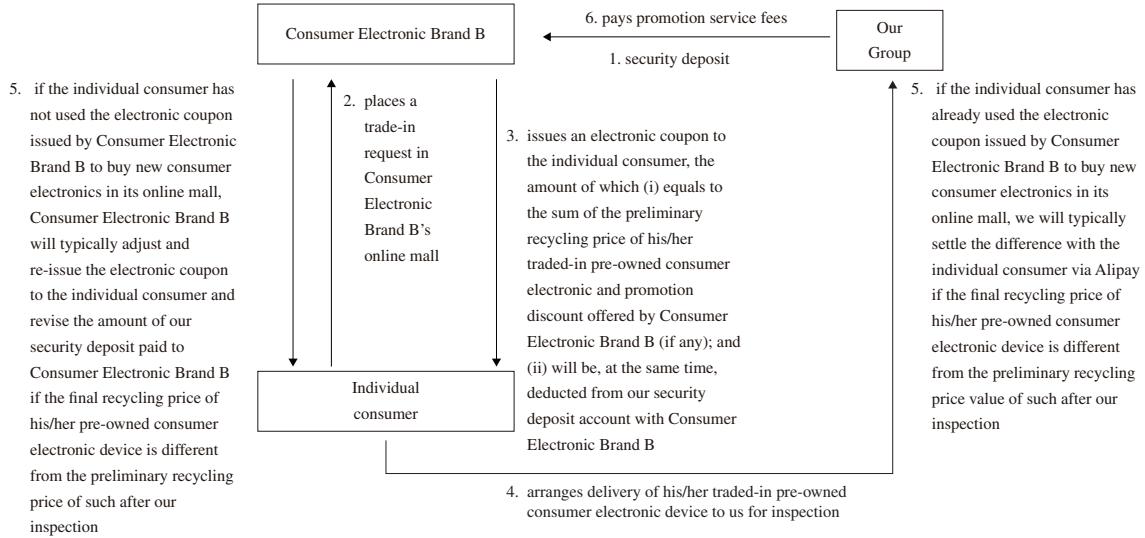 Consumer Electronic Brand B
6. pays promotion service fees
1. security deposit
Our
Group
5. if the individual consumer has
not used the electronic coupon
issued by Consumer Electronic
Brand B to buy new consumer
electronics in its online mall,
Consumer Electronic Brand B
will typically adjust and
re-issue the electronic coupon
to the individual consumer and
revise the amount of our
security deposit paid to
Consumer Electronic Brand B
if the final recycling price of
his/her pre-owned consumer
electronic device is different
from the preliminary recycling
price of such after our
inspection
2. places a
trade-in
request in
Consumer
Electronic
Brand B's
online mall
3. issues an electronic coupon to
the individual consumer, the
amount of which (i) equals to
the sum of the preliminary
recycling price of his/her
traded-in pre-owned consumer
electronic and promotion
discount offered by Consumer
Electronic Brand B (if any); and
(ii) will be, at the same time,
deducted from our security
deposit account with Consumer
Electronic Brand B
5. if the individual consumer has
already used the electronic
coupon issued by Consumer
Electronic Brand B to buy new
consumer electronics in its
online mall, we will typically
settle the difference with the
individual consumer via Alipay
if the final recycling price of
his/her pre-owned consumer
electronic device is different
from the preliminary recycling
price value of such after our
inspection
Individual
consumer
4. arranges delivery of his/her traded-in pre-owned
consumer electronic device to us for inspection